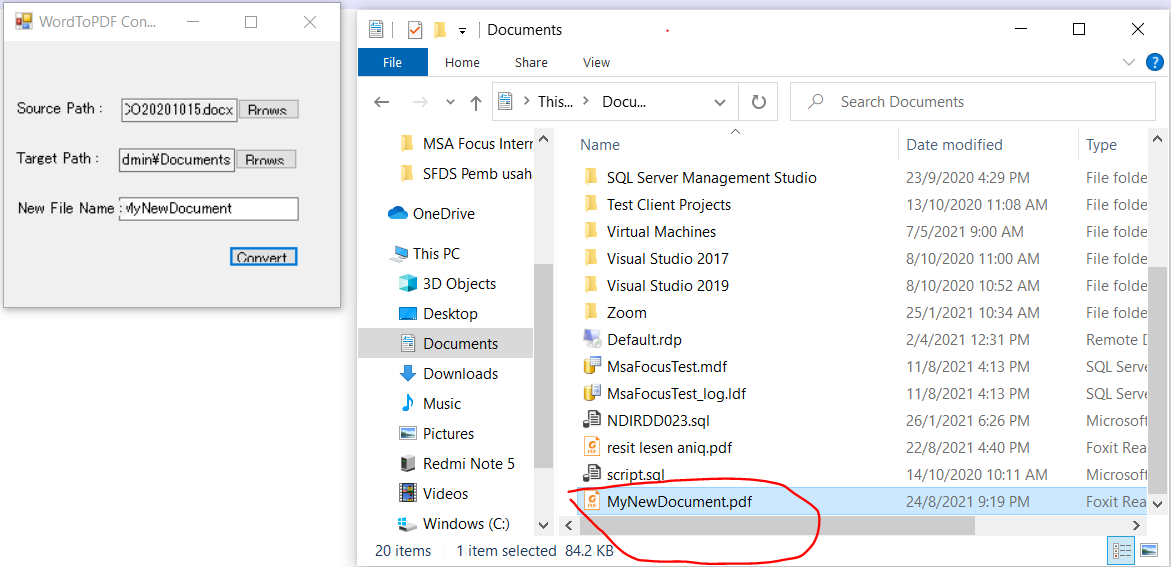 WordToPDF Con...
Source Path :
CO20201015.docx
Brows
Target Path :
dmin¥Documents
Brows
New File Name :
MyNewDocument
Convert
Documents
File Home Share View
This... Docu...
Search Documents
MSA Focus Intern
SFDS Pemb usah
OneDrive
This PC
3D Objects
Desktop
Documents
Downloads
Music
Pictures
Redmi Note 5
Videos
Windows (C:)
Name Date modified Type
SQL Server Management Studio 23/9/2020 4:29 PM File folde
Test Client Projects 13/10/2020 11:08 AM File folde
Virtual Machines 7/5/2021 9:00 AM File folde
Visual Studio 2017 8/10/2020 11:00 AM File folde
Visual Studio 2019 8/10/2020 10:52 AM File folde
Zoom 25/1/2021 10:34 AM File folde
Default.rdp 2/4/2021 12:31 PM Remote D
MsaFocusTest.mdf 11/8/2021 4:13 PM SQL Serve
MsaFocusTest_log.ldf 11/8/2021 4:13 PM SQL Serve
NDIRDD023.sql 26/1/2021 6:26 PM Microsoft
resit lesen aniq.pdf 22/8/2021 4:40 PM Foxit Rea
script.sql 14/10/2020 10:11 AM Microsoft
MyNewDocument.pdf 24/8/2021 9:19 PM Foxit Rea
20 items 1 item selected 84.2 KB